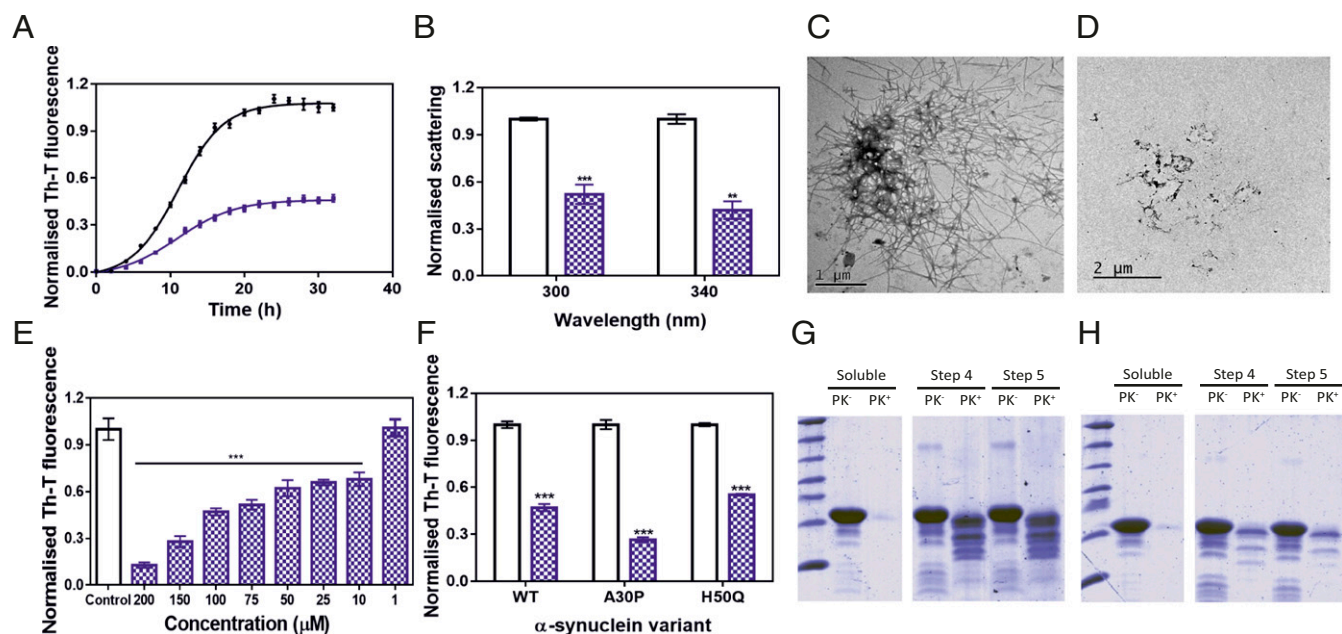 A
Normalised Th-T fluorescence
1.2
0.9
0.6
0.3
0.0
0 10 20 30 40
Time (h)
B
Normalised scattering
1.2
0.9
0.6
0.3
0.0
***
**
300 340
Wavelength (nm)
C
1 µm
D
2 µm
E
Normalised Th-T fluorescence
1.2
0.9
0.6
0.3
0.0
***
Control 200 150 100 75 50 25 10 1
Concentration (µM)
F
Normalised Th-T fluorescence
1.2
0.9
0.6
0.3
0.0
***
***
***
WT A30P H50Q
α-synuclein variant
G
Soluble Step 4 Step 5
PK- PK+ PK- PK+ PK- PK+
H
Soluble Step 4 Step 5
PK- PK+ PK- PK+ PK- PK+